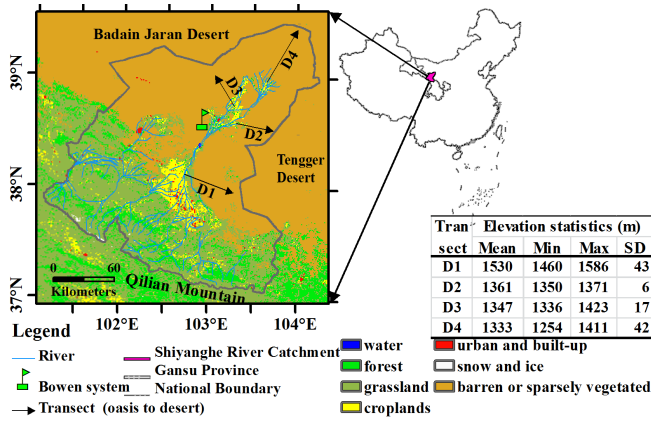 Badain Jaran Desert
39°N
38°N
37°N
D4
D3
D2
D1
Tengger
Desert
0 60
Kilometers
Qilian Mountain
102°E 103°E 104°E
Tran Elevation statistics (m)
sect Mean Min Max SD
D1 1530 1460 1586 43
D2 1361 1350 1371 6
D3 1347 1336 1423 17
D4 1333 1254 1411 42
Legend
River
Bowen system
Transect (oasis to desert)
Shiyanghe River Catchment
Gansu Province
National Boundary
water
forest
grassland
croplands
urban and built-up
snow and ice
barren or sparsely vegetated